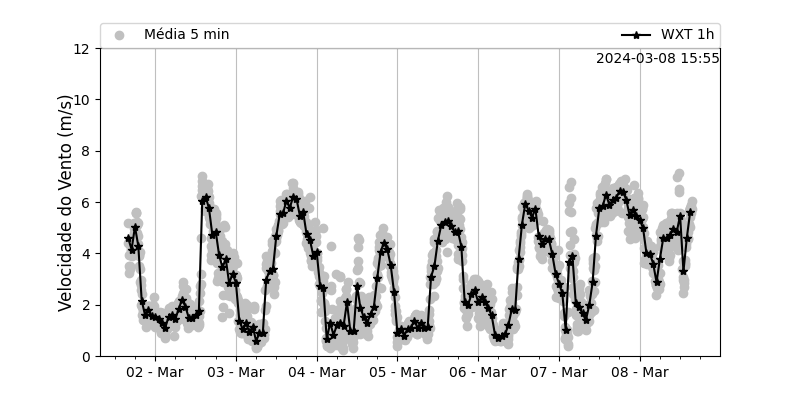 Média 5 min
WXT 1h
2024-03-08 15:55
Velocidade do Vento (m/s)
12
10
8
6
4
2
0
02 - Mar
03 - Mar
04 - Mar
05 - Mar
06 - Mar
07 - Mar
08 - Mar